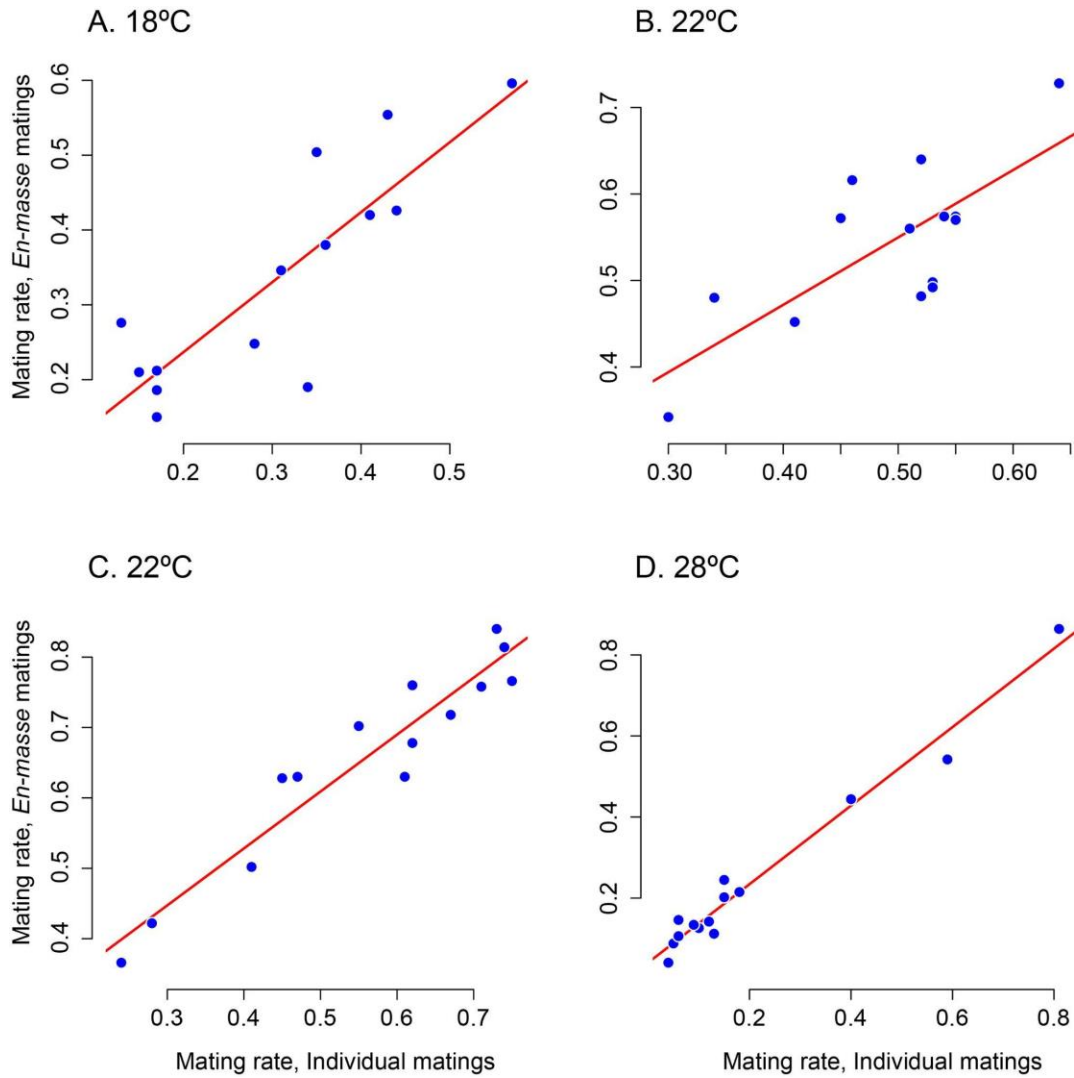 A. 18ºC
B. 22ºC
Mating rate, En-masse matings
0.6
0.5
0.4
0.3
0.2
0.2 0.3 0.4 0.5
0.7
0.6
0.5
0.4
0.30 0.40 0.50 0.60
C. 22ºC
D. 28ºC
Mating rate, En-masse matings
0.8
0.7
0.6
0.5
0.4
0.3 0.4 0.5 0.6 0.7
Mating rate, Individual matings
0.8
0.6
0.4
0.2
0.2 0.4 0.6 0.8
Mating rate, Individual matings